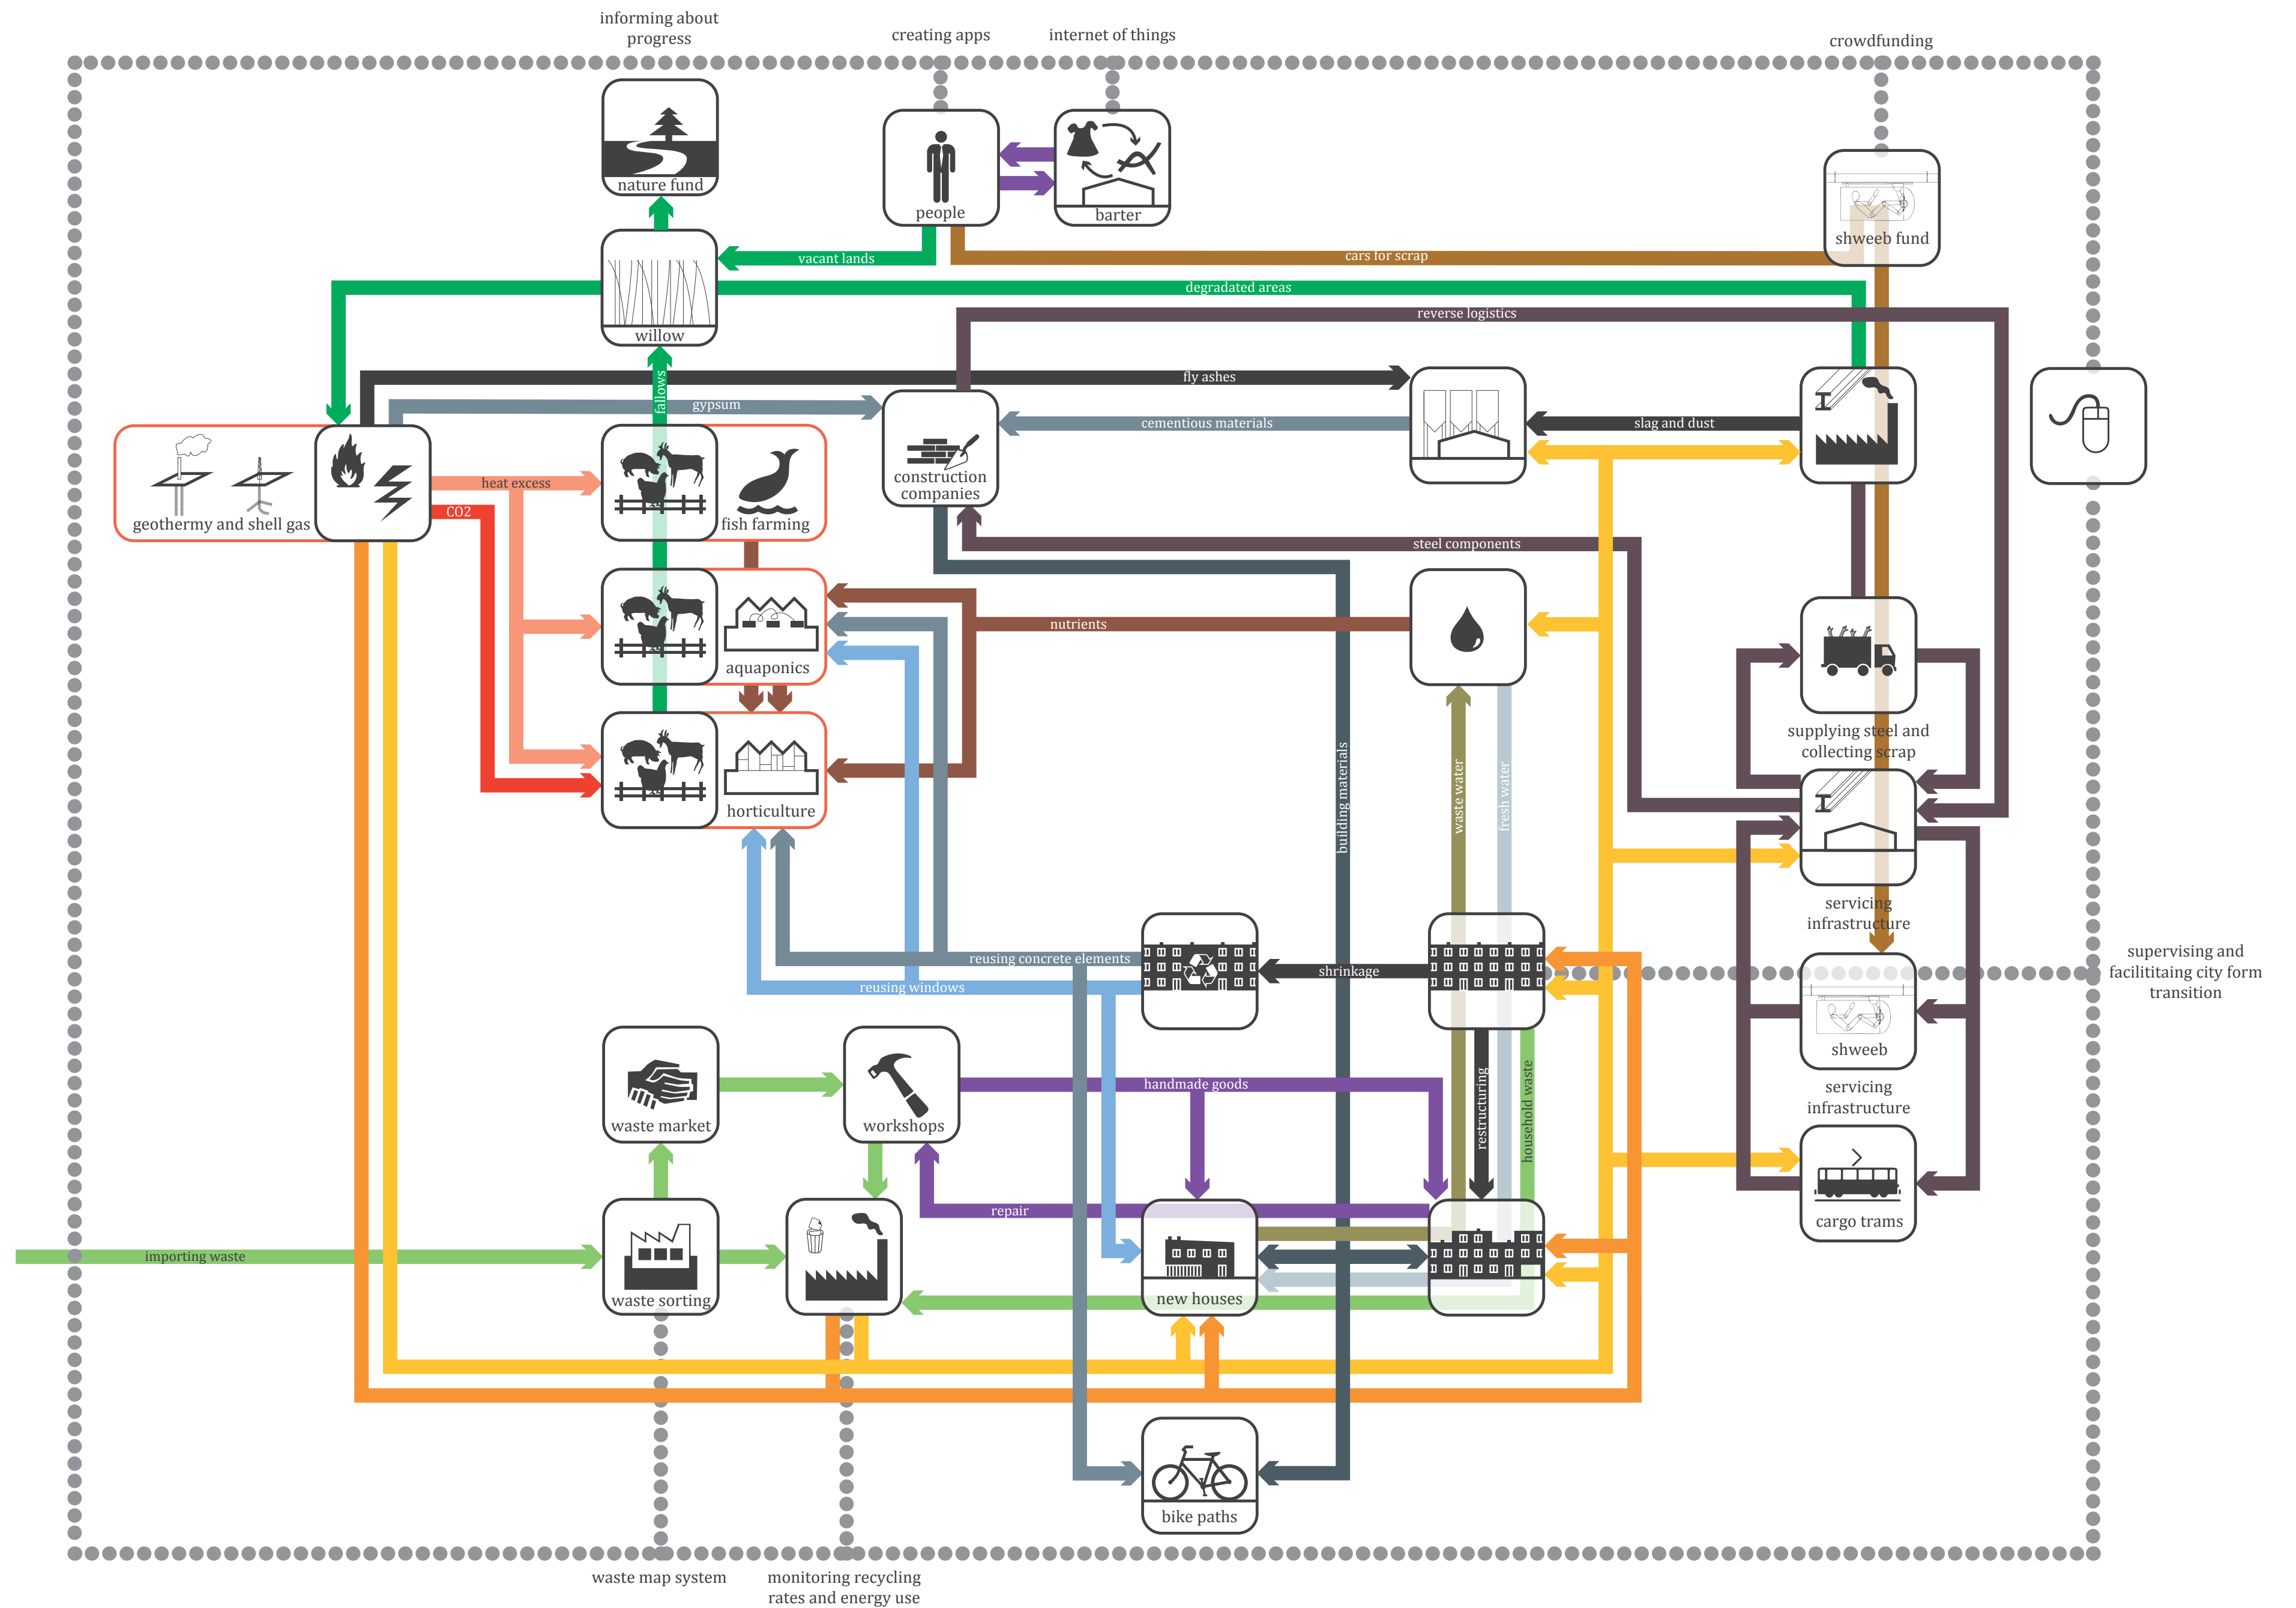 informing about
progress
creating apps
internet of things
crowdfunding
nature fund
people
barter
shweeb fund
vacant lands
cars for scrap
degradated areas
reverse logistics
willow
fallows
fly ashes
gypsum
cementious materials
slag and dust
construction
companies
heat excess
CO2
geothermy and shell gas
fish farming
steel components
nutrients
aquaponics
supplying steel and
collecting scrap
horticulture
building materials
waste water
fresh water
servicing
infrastructure
reusing concrete elements
reusing windows
shrinkage
supervising and
facilititaing city form
transition
shweeb
waste market
workshops
handmade goods
restructuring
household waste
servicing
infrastructure
repair
cargo trams
importing waste
waste sorting
new houses
bike paths
waste map system
monitoring recycling
rates and energy use